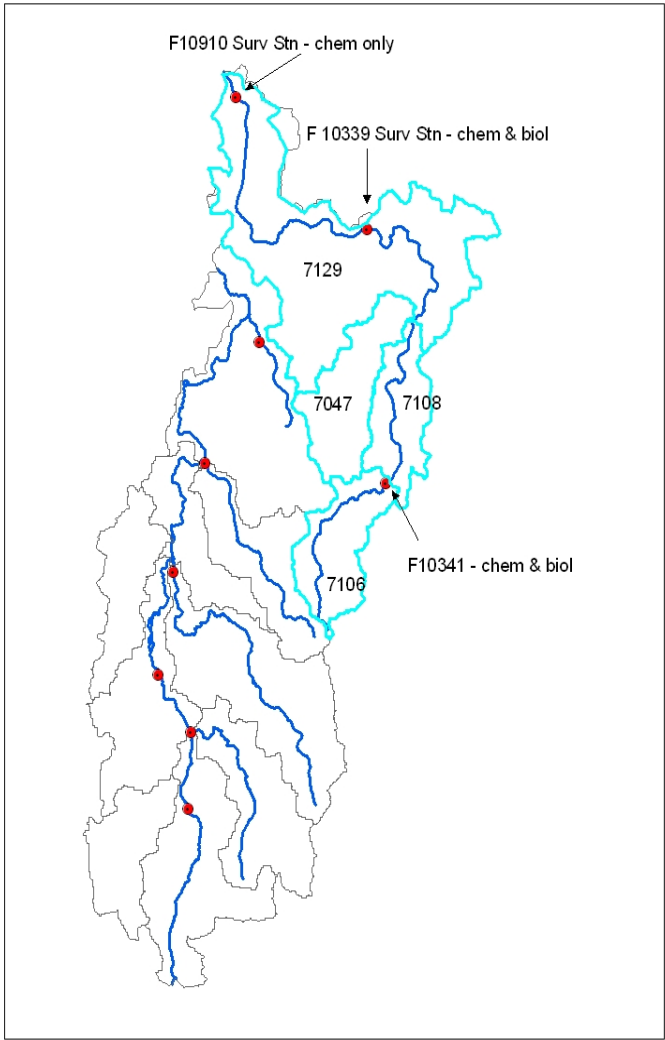 F10910 Surv Stn - chem only
F 10339 Surv Stn - chem & biol
7129
7047
7108
F10341 - chem & biol
7106